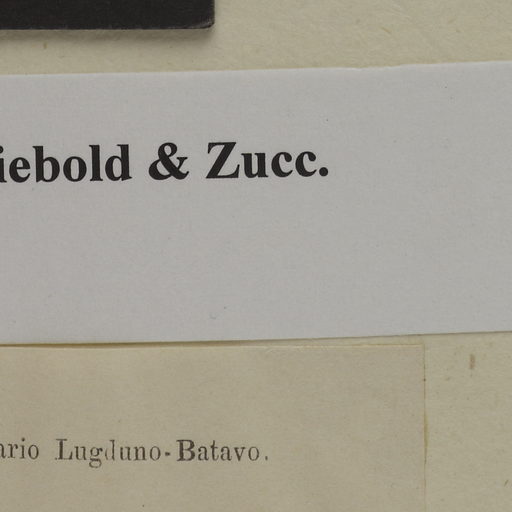 iebold & Zucc.
ario Lugduno-Batavo.